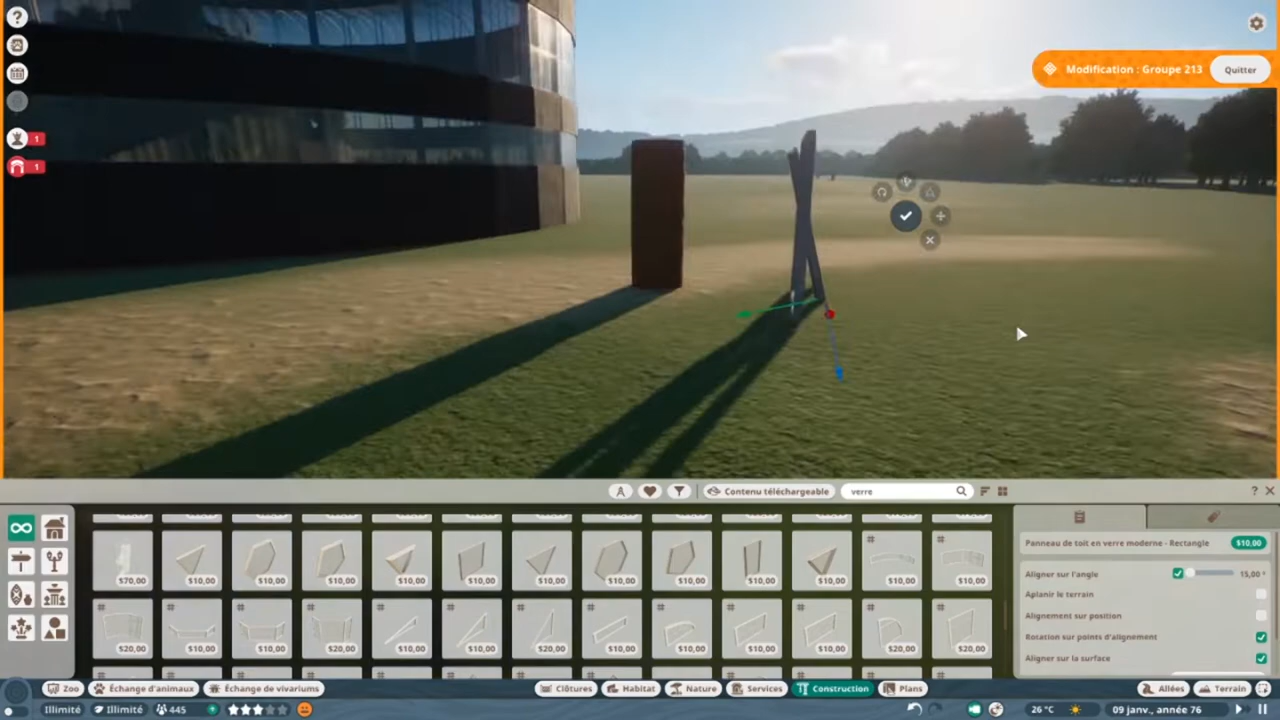 Modification : Groupe 213
Quitter
1
1
Contenu téléchargeable
verre
? ×
$70,00 $10,00 $10,00 $10,00 $10,00 $10,00 $10,00 $10,00 $10,00 $10,00 $10,00 $10,00 $10,00
$20,00 $10,00 $10,00 $20,00 $10,00 $10,00 $10,00 $10,00 $10,00 $10,00 $10,00 $20,00 $20,00
Panneau de toit en verre moderne - Rectangle $10,00
Aligner sur l'angle 15,00 °
Aplanir le terrain
Alignement sur position
Rotation sur points d'alignement
Aligner sur la surface
Zoo Échange d'animaux Échange de vivariums Clôtures Habitat Nature Services Construction Plans Allées Terrain
Illimité Illimité 445 26 °C 09 janv., année 76